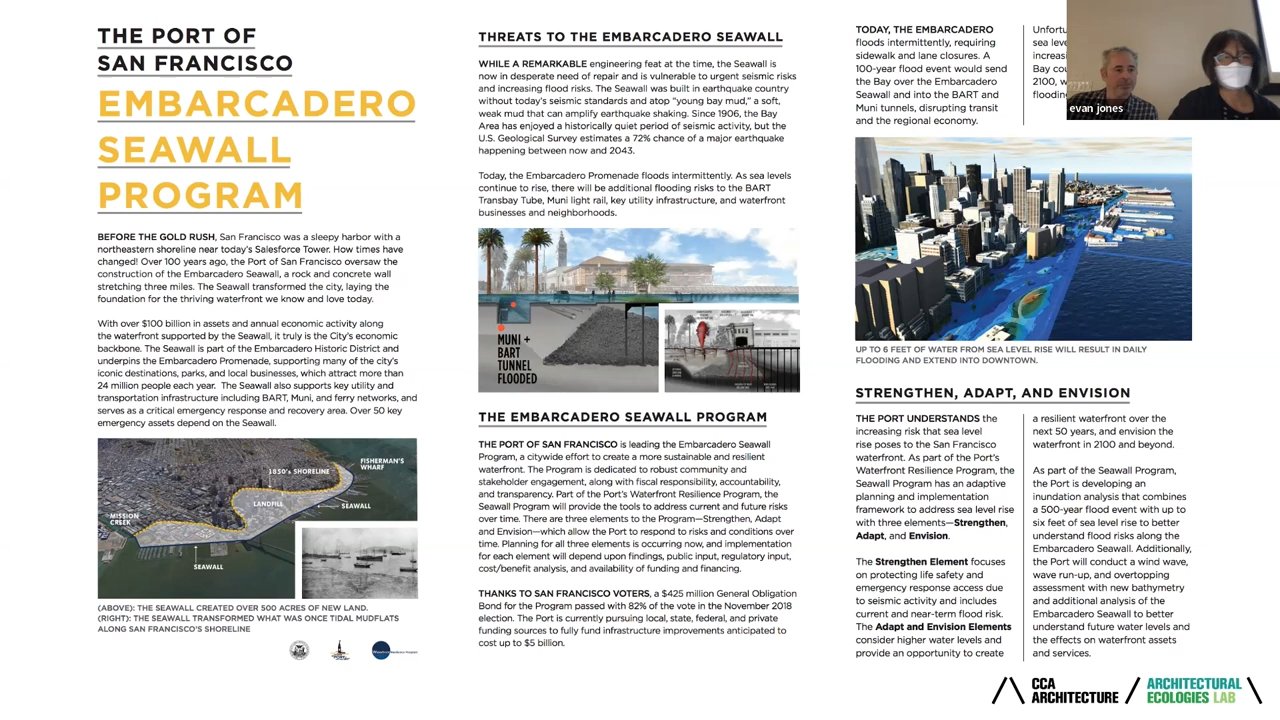 THE PORT OF
SAN FRANCISCO
EMBARCADERO
SEAWALL
PROGRAM
BEFORE THE GOLD RUSH, San Francisco was a sleepy harbor with a
northeastern shoreline near today's Salesforce Tower. How times have
changed! Over 100 years ago, the Port of San Francisco oversaw the
construction of the Embarcadero Seawall, a rock and concrete wall
stretching three miles. The Seawall transformed the city, laying the
foundation for the thriving waterfront we know and love today.
With over $100 billion in assets and annual economic activity along
the waterfront supported by the Seawall, it truly is the City's economic
backbone. The Seawall is part of the Embarcadero Historic District and
underpins the Embarcadero Promenade, supporting many of the city's
iconic destinations, parks, and local businesses, which attract more than
24 million people each year. The Seawall also supports key utility and
transportation infrastructure including BART, Muni, and ferry networks, and
serves as a critical emergency response and recovery area. Over 50 key
emergency assets depend on the Seawall.
1850's SHORELINE
FISHERMAN'S
WHARF
LANDFILL
SEAWALL
MISSION
CREEK
SEAWALL
(ABOVE): THE SEAWALL CREATED OVER 500 ACRES OF NEW LAND.
(RIGHT): THE SEAWALL TRANSFORMED WHAT WAS ONCE TIDAL MUDFLATS
ALONG SAN FRANCISCO'S SHORELINE
THREATS TO THE EMBARCADERO SEAWALL
WHILE A REMARKABLE engineering feat at the time, the Seawall is
now in desperate need of repair and is vulnerable to urgent seismic risks
and increasing flood risks. The Seawall was built in earthquake country
without today's seismic standards and atop "young bay mud," a soft,
weak mud that can amplify earthquake shaking. Since 1906, the Bay
Area has enjoyed a historically quiet period of seismic activity, but the
U.S. Geological Survey estimates a 72% chance of a major earthquake
happening between now and 2043.
Today, the Embarcadero Promenade floods intermittently. As sea levels
continue to rise, there will be additional flooding risks to the BART
Transbay Tube, Muni light rail, key utility infrastructure, and waterfront
businesses and neighborhoods.
MUNI +
BART
TUNNEL
FLOODED
THE EMBARCADERO SEAWALL PROGRAM
THE PORT OF SAN FRANCISCO is leading the Embarcadero Seawall
Program, a citywide effort to create a more sustainable and resilient
waterfront. The Program is dedicated to robust community and
stakeholder engagement, along with fiscal responsibility, accountability,
and transparency. Part of the Port's Waterfront Resilience Program, the
Seawall Program will provide the tools to address current and future risks
over time. There are three elements to the Program—Strengthen, Adapt
and Envision—which allow the Port to respond to risks and conditions over
time. Planning for all three elements is occurring now, and implementation
for each element will depend upon findings, public input, regulatory input,
cost/benefit analysis, and availability of funding and financing.
THANKS TO SAN FRANCISCO VOTERS, a $425 million General Obligation
Bond for the Program passed with 82% of the vote in the November 2018
election. The Port is currently pursuing local, state, federal, and private
funding sources to fully fund infrastructure improvements anticipated to
cost up to $5 billion.
TODAY, THE EMBARCADERO
floods intermittently, requiring
sidewalk and lane closures. A
100-year flood event would send
the Bay over the Embarcadero
Seawall and into the BART and
Muni tunnels, disrupting transit
and the regional economy.
Unfortu
sea leve
increasi
Bay cou
2100, w
floodin
evan jones
UP TO 6 FEET OF WATER FROM SEA LEVEL RISE WILL RESULT IN DAILY
FLOODING AND EXTEND INTO DOWNTOWN.
STRENGTHEN, ADAPT, AND ENVISION
THE PORT UNDERSTANDS the
increasing risk that sea level
rise poses to the San Francisco
waterfront. As part of the Port's
Waterfront Resilience Program, the
Seawall Program has an adaptive
planning and implementation
framework to address sea level rise
with three elements—Strengthen,
Adapt, and Envision.
The Strengthen Element focuses
on protecting life safety and
emergency response access due
to seismic activity and includes
current and near-term flood risk.
The Adapt and Envision Elements
consider higher water levels and
provide an opportunity to create
a resilient waterfront over the
next 50 years, and envision the
waterfront in 2100 and beyond.
As part of the Seawall Program,
the Port is developing an
inundation analysis that combines
a 500-year flood event with up to
six feet of sea level rise to better
understand flood risks along the
Embarcadero Seawall. Additionally,
the Port will conduct a wind wave,
wave run-up, and overtopping
assessment with new bathymetry
and additional analysis of the
Embarcadero Seawall to better
understand future water levels and
the effects on waterfront assets
and services.
CCA
ARCHITECTURE
ARCHITECTURAL
ECOLOGIES LAB